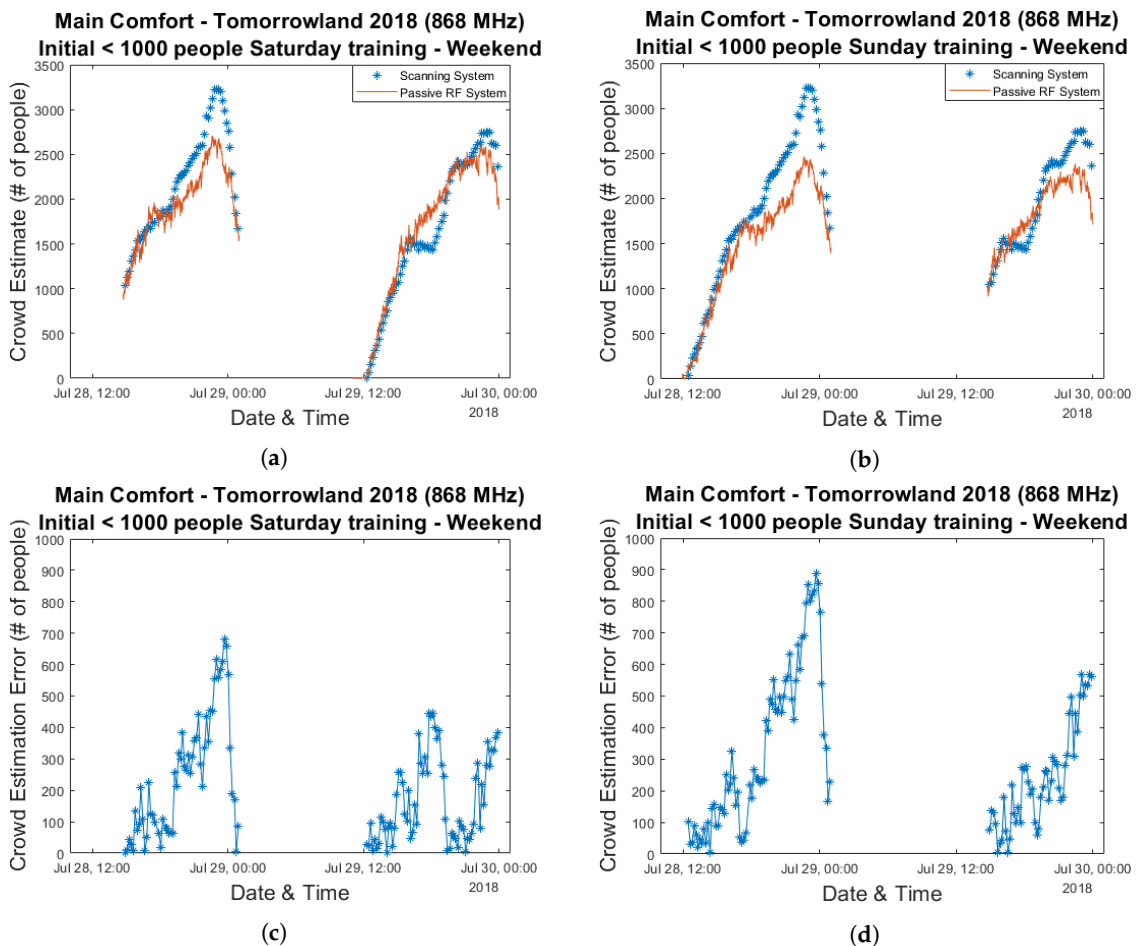 Main Comfort - Tomorrowland 2018 (868 MHz)
Initial < 1000 people Saturday training - Weekend
Crowd Estimate (# of people)
3500
3000
2500
2000
1500
1000
500
0
Scanning System
Passive RF System
Jul 28, 12:00
Jul 29, 00:00
Jul 29, 12:00
Jul 30, 00:00
2018
Date & Time
(a)
Main Comfort - Tomorrowland 2018 (868 MHz)
Initial < 1000 people Sunday training - Weekend
Crowd Estimate (# of people)
3500
3000
2500
2000
1500
1000
500
0
Scanning System
Passive RF System
Jul 28, 12:00
Jul 29, 00:00
Jul 29, 12:00
Jul 30, 00:00
2018
Date & Time
(b)
Main Comfort - Tomorrowland 2018 (868 MHz)
Initial < 1000 people Saturday training - Weekend
Crowd Estimation Error (# of people)
1000
900
800
700
600
500
400
300
200
100
0
Jul 28, 12:00
Jul 29, 00:00
Jul 29, 12:00
Jul 30, 00:00
2018
Date & Time
(c)
Main Comfort - Tomorrowland 2018 (868 MHz)
Initial < 1000 people Sunday training - Weekend
Crowd Estimation Error (# of people)
1000
900
800
700
600
500
400
300
200
100
0
Jul 28, 12:00
Jul 29, 00:00
Jul 29, 12:00
Jul 30, 00:00
2018
Date & Time
(d)